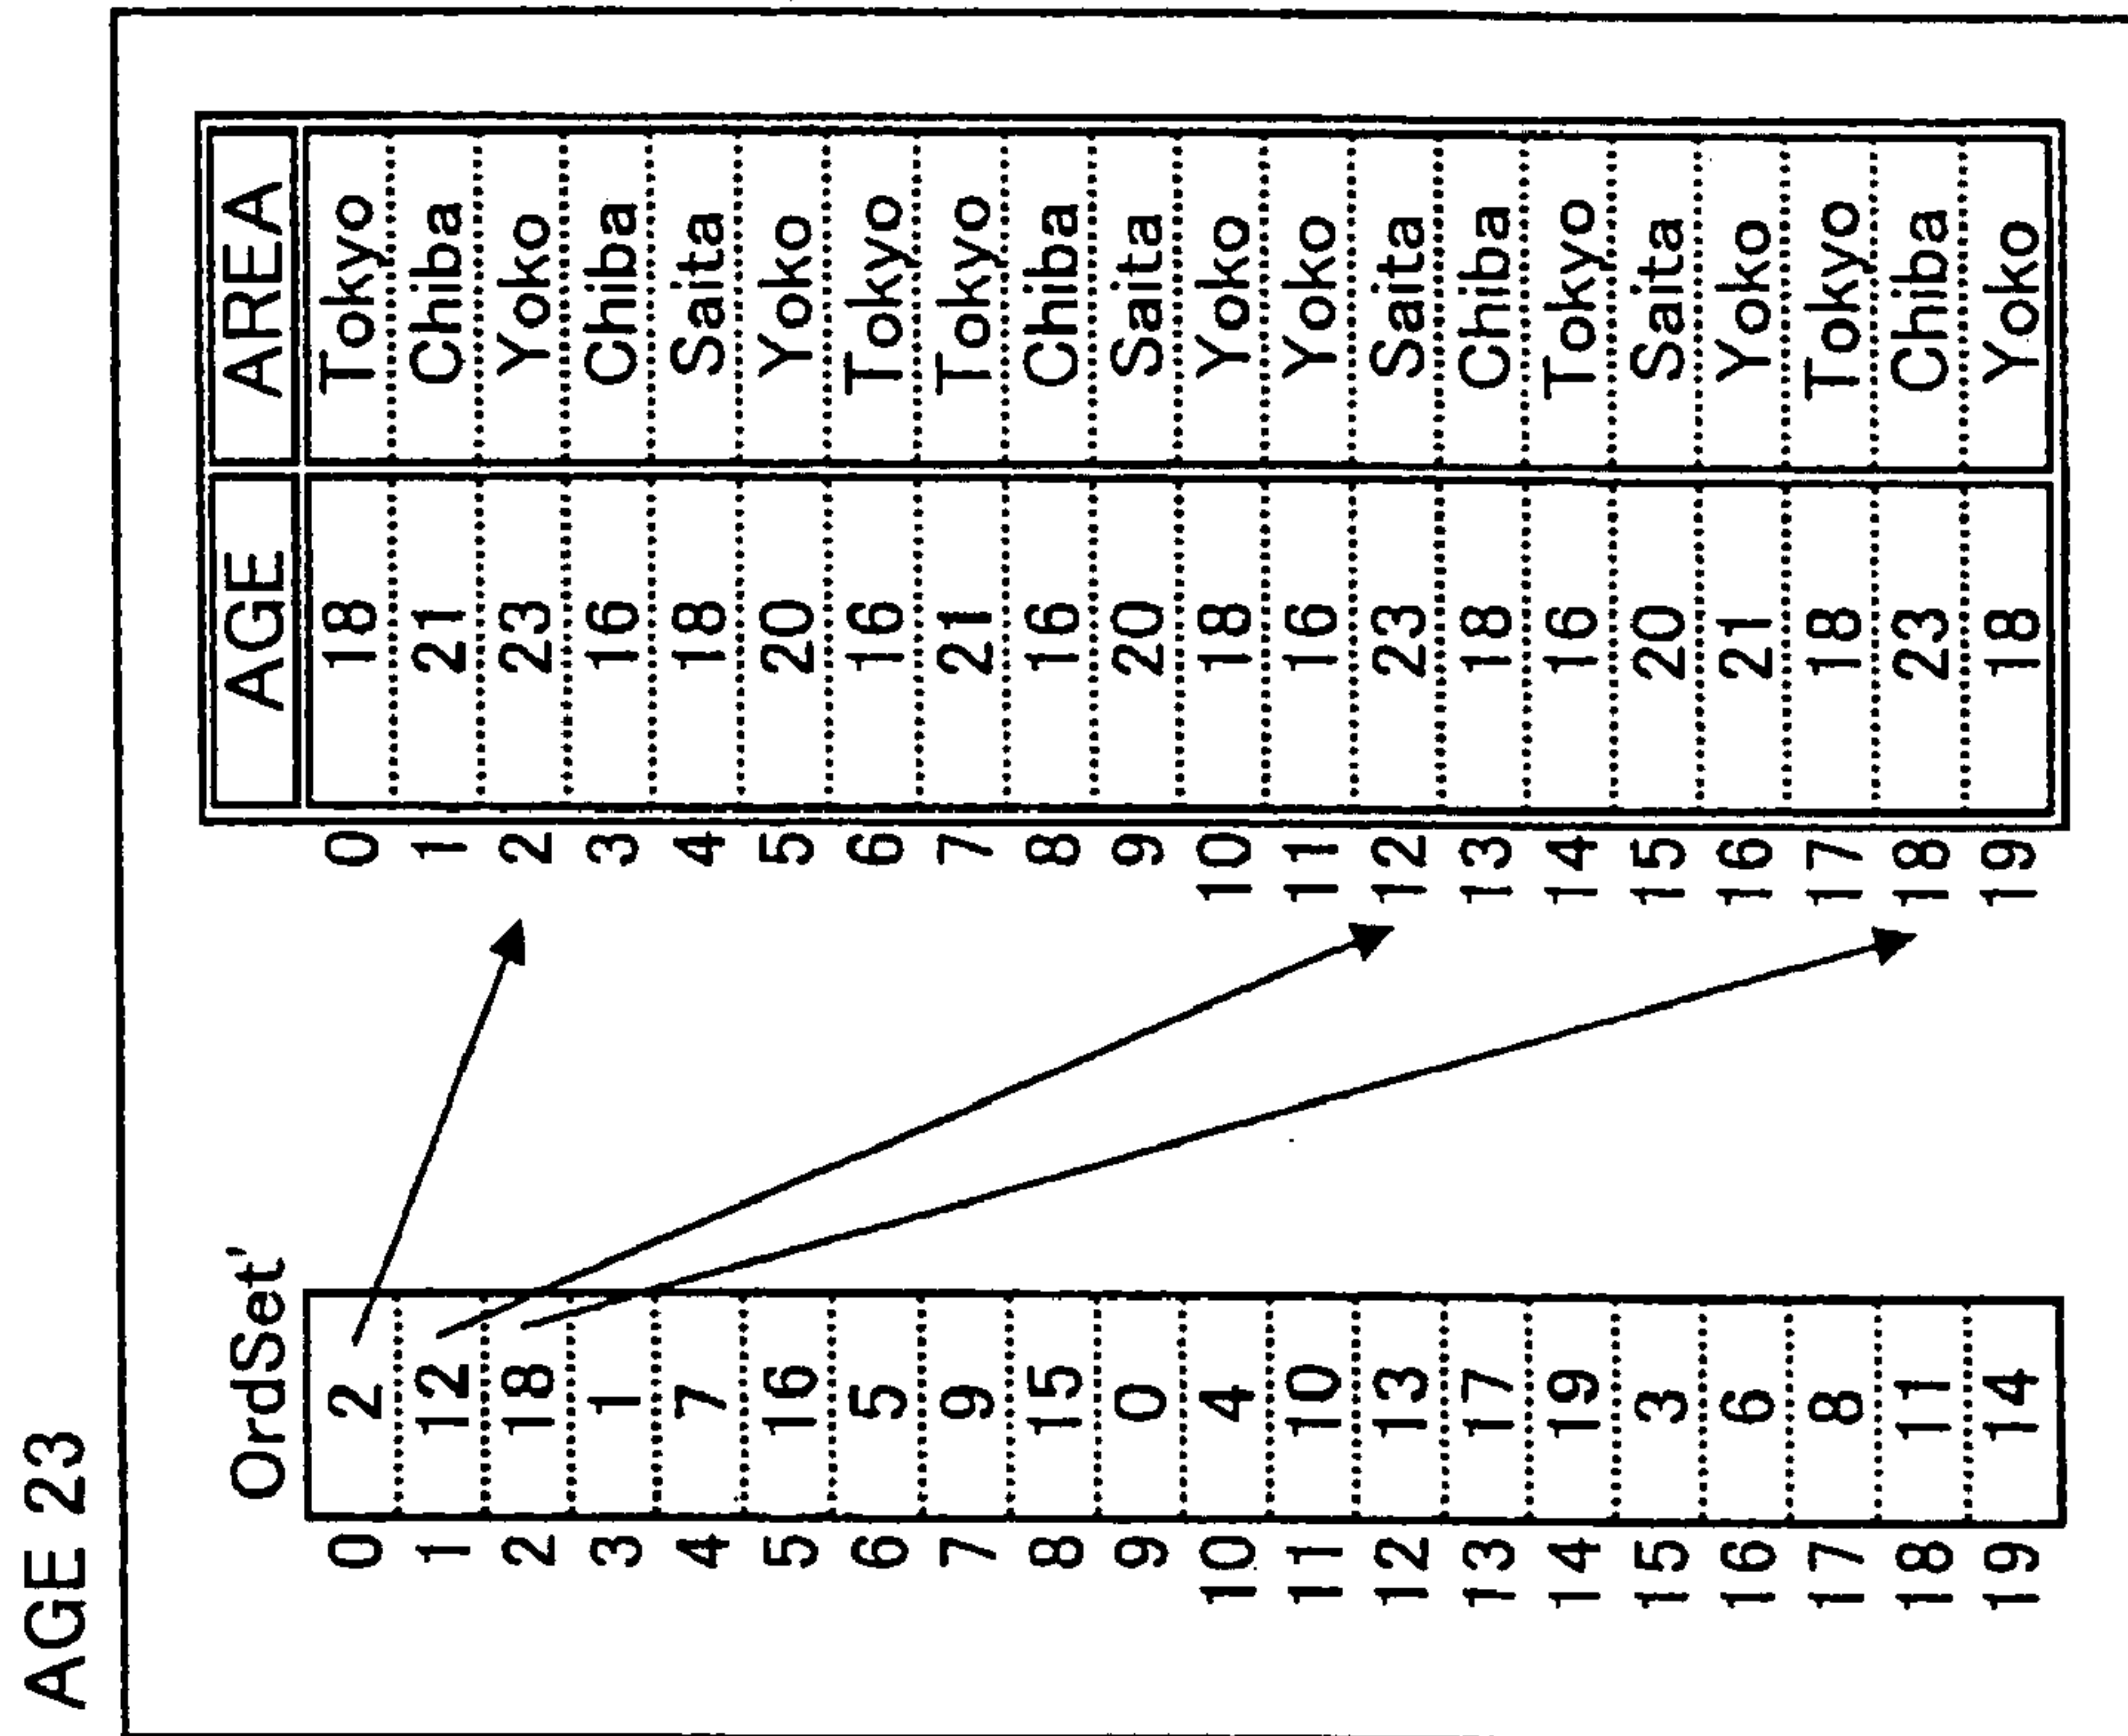 AGE 23
OrdSet'
0 2
1 12
2 18
3 1
4 7
5 16
6 5
7 9
8 15
9 0
10 4
11 10
12 13
13 17
14 19
15 3
16 6
17 8
18 11
19 14
AGE AREA
0 18 Tokyo
1 21 Chiba
2 23 Yoko
3 16 Chiba
4 18 Saita
5 20 Yoko
6 16 Tokyo
7 21 Tokyo
8 16 Chiba
9 20 Saita
10 18 Yoko
11 16 Yoko
12 23 Saita
13 18 Chiba
14 16 Tokyo
15 20 Saita
16 21 Yoko
17 18 Tokyo
18 23 Chiba
19 18 Yoko